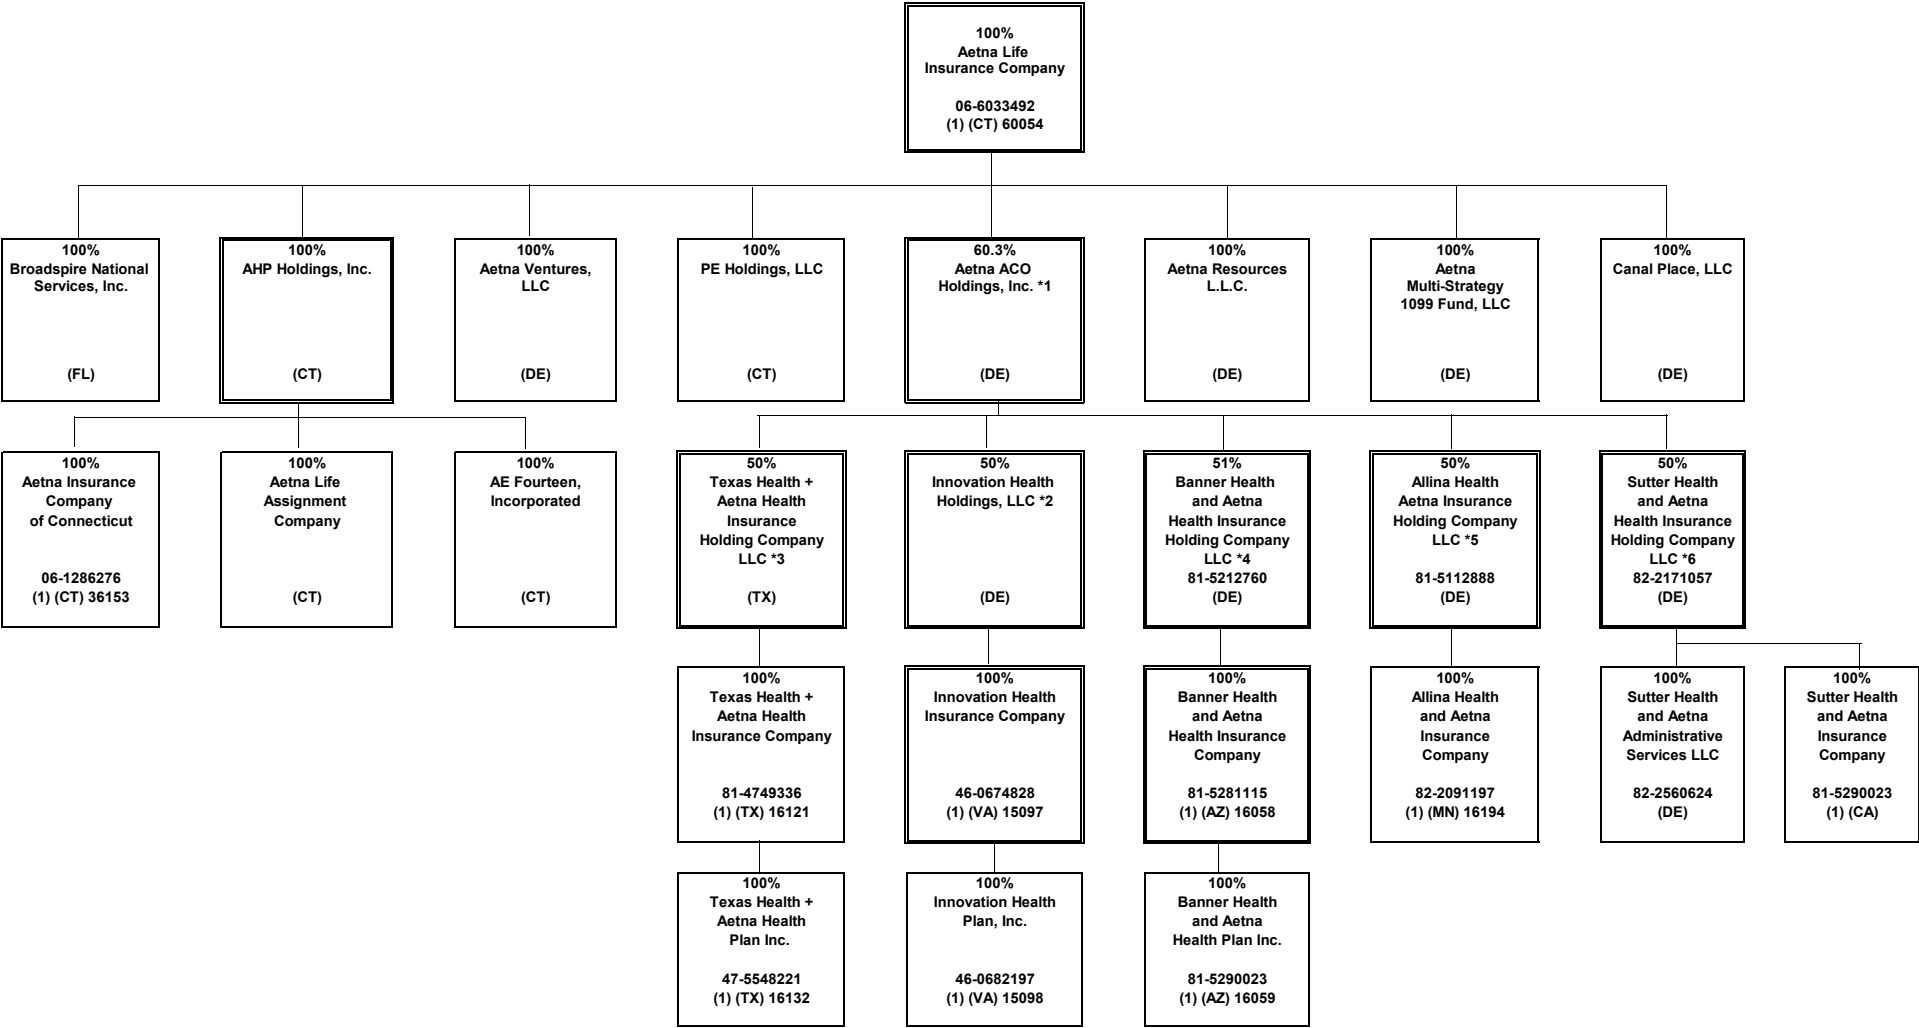 100%
Aetna Life
Insurance Company
06-6033492
(1) (CT) 60054
100%
Broadspire National
Services, Inc.
(FL)
100%
AHP Holdings, Inc.
(CT)
100%
Aetna Ventures,
LLC
(DE)
100%
PE Holdings, LLC
(CT)
60.3%
Aetna ACO
Holdings, Inc. *1
(DE)
100%
Aetna Resources
L.L.C.
(DE)
100%
Aetna
Multi-Strategy
1099 Fund, LLC
(DE)
100%
Canal Place, LLC
(DE)
100%
Aetna Insurance
Company
of Connecticut
06-1286276
(1) (CT) 36153
100%
Aetna Life
Assignment
Company
(CT)
100%
AE Fourteen,
Incorporated
(CT)
50%
Texas Health +
Aetna Health
Insurance
Holding Company
LLC *3
(TX)
50%
Innovation Health
Holdings, LLC *2
(DE)
51%
Banner Health
and Aetna
Health Insurance
Holding Company
LLC *4
81-5212760
(DE)
50%
Allina Health
Aetna Insurance
Holding Company
LLC *5
81-5112888
(DE)
50%
Sutter Health
and Aetna
Health Insurance
Holding Company
LLC *6
82-2171057
(DE)
100%
Texas Health +
Aetna Health
Insurance Company
81-4749336
(1) (TX) 16121
100%
Innovation Health
Insurance Company
46-0674828
(1) (VA) 15097
100%
Banner Health
and Aetna
Health Insurance
Company
81-5281115
(1) (AZ) 16058
100%
Allina Health
and Aetna
Insurance
Company
82-2091197
(1) (MN) 16194
100%
Sutter Health
and Aetna
Administrative
Services LLC
82-2560624
(DE)
100%
Sutter Health
and Aetna
Insurance
Company
81-5290023
(1) (CA)
100%
Texas Health +
Aetna Health
Plan Inc.
47-5548221
(1) (TX) 16132
100%
Innovation Health
Plan, Inc.
46-0682197
(1) (VA) 15098
100%
Banner Health
and Aetna
Health Plan Inc.
81-5290023
(1) (AZ) 16059